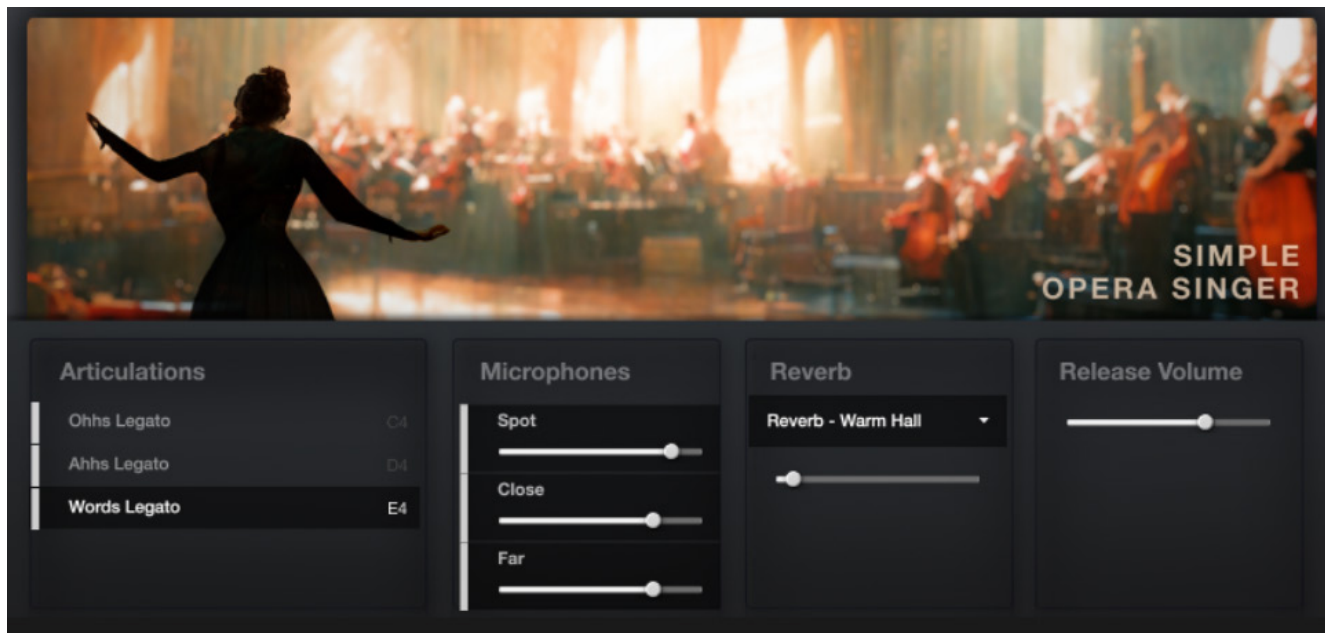 SIMPLE
OPERA SINGER
Articulations
Ohhs Legato C4
Ahhs Legato D4
Words Legato E4
Microphones
Spot
Close
Far
Reverb
Reverb - Warm Hall
Release Volume